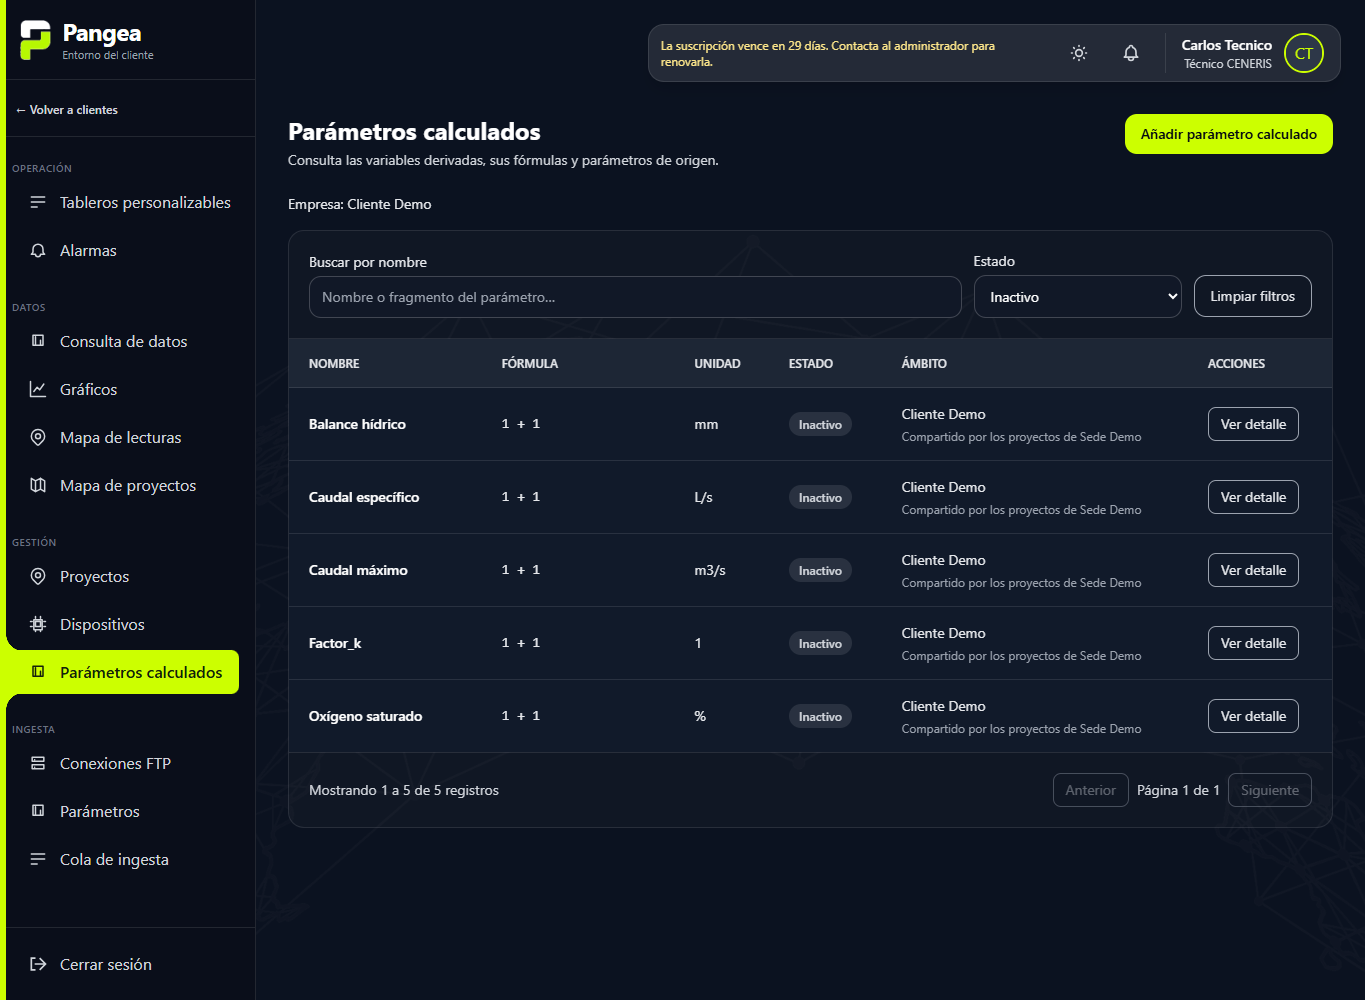 Pangea
Entorno del cliente
← Volver a clientes
OPERACIÓN
Tableros personalizables
Alarmas
DATOS
Consulta de datos
Gráficos
Mapa de lecturas
Mapa de proyectos
GESTIÓN
Proyectos
Dispositivos
Parámetros calculados
INGESTA
Conexiones FTP
Parámetros
Cola de ingesta
Cerrar sesión
La suscripción vence en 29 días. Contacta al administrador para
renovarla.
Carlos Tecnico
Técnico CENERIS
CT
Parámetros calculados
Consulta las variables derivadas, sus fórmulas y parámetros de origen.
Añadir parámetro calculado
Empresa: Cliente Demo
Buscar por nombre
Nombre o fragmento del parámetro...
Estado
Inactivo
Limpiar filtros
NOMBRE FÓRMULA UNIDAD ESTADO ÁMBITO ACCIONES
Balance hídrico 1 + 1 mm Inactivo Cliente Demo Ver detalle
Compartido por los proyectos de Sede Demo
Caudal específico 1 + 1 L/s Inactivo Cliente Demo Ver detalle
Compartido por los proyectos de Sede Demo
Caudal máximo 1 + 1 m3/s Inactivo Cliente Demo Ver detalle
Compartido por los proyectos de Sede Demo
Factor_k 1 + 1 1 Inactivo Cliente Demo Ver detalle
Compartido por los proyectos de Sede Demo
Oxígeno saturado 1 + 1 % Inactivo Cliente Demo Ver detalle
Compartido por los proyectos de Sede Demo
Mostrando 1 a 5 de 5 registros
Anterior Página 1 de 1 Siguiente